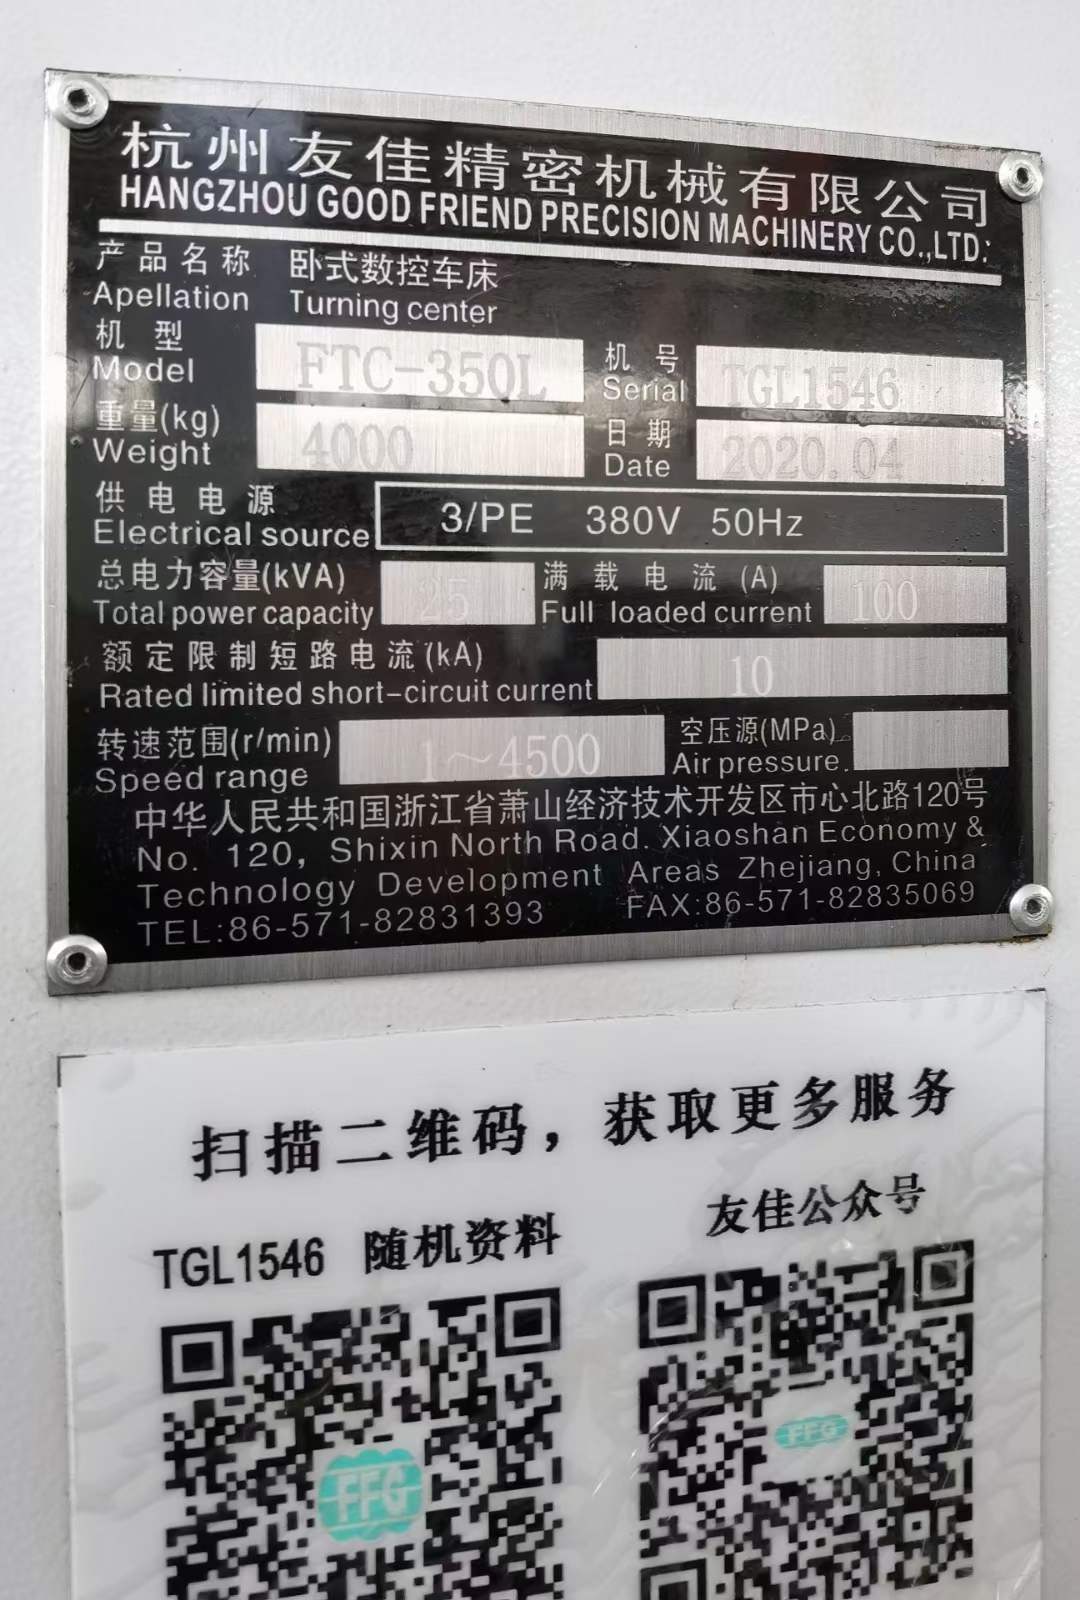 杭州友佳精密机械有限公司
HANGZHOU GOOD FRIEND PRECISION MACHINERY CO.,LTD:
产品名称 卧式数控车床
Apellation Turning center
机型 FTC-350L 机号 TGL1546
Model Serial
重量(kg) 4000 日期 2020.04
Weight Date
供电电源 3/PE 380V 50Hz
Electrical source
总电力容量(kVA) 25 满载电流(A) 100
Total power capacity Full loaded current
额定限制短路电流(kA) 10
Rated limited short-circuit current
转速范围(r/min) 1~4500 空压源(MPa)
Speed range Air pressure
中华人民共和国浙江省萧山经济技术开发区市心北路120号
No. 120, Shixin North Road. Xiaoshan Economy &
Technology Development Areas Zhejiang, China
TEL:86-571-82831393 FAX:86-571-82835069
扫描二维码，获取更多服务
TGL1546 随机资料 友佳公众号
FFG FFG